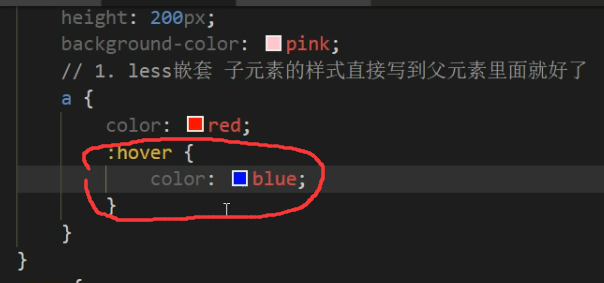 height: 200px;
background-color: pink;
// 1. less嵌套 子元素的样式直接写到父元素里面就好了
a {
color: red;
:hover {
color: blue;
}
}
}